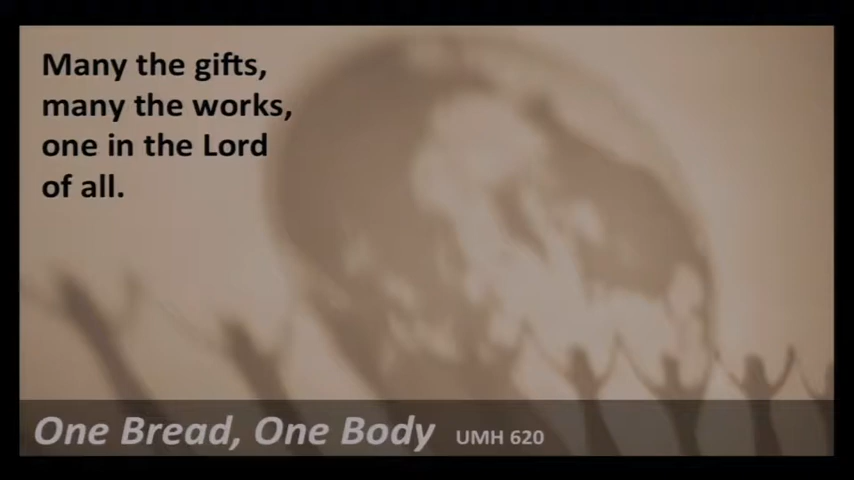 Many the gifts,
many the works,
one in the Lord
of all.
One Bread, One Body UMH 620